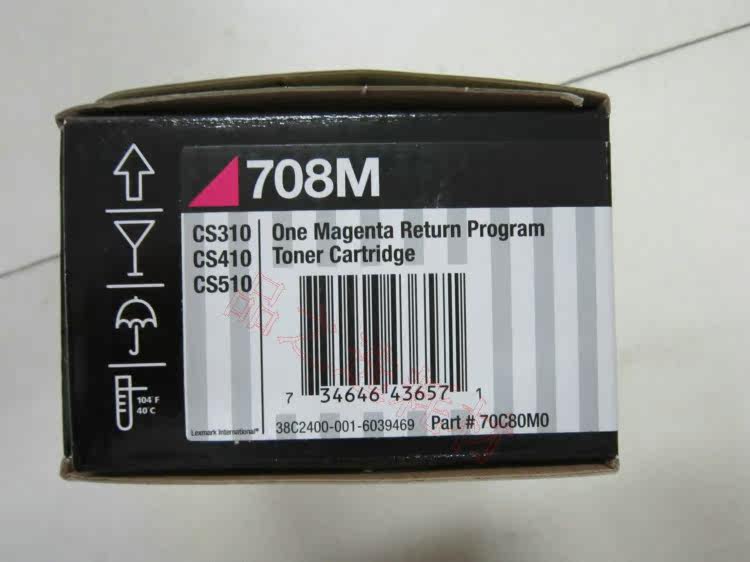 708M
CS310
CS410
CS510
One Magenta Return Program
Toner Cartridge
104°F
40°C
7 34646 43657 1
38C2400-001-6039469
Part # 70C80M0
Lexmark International®